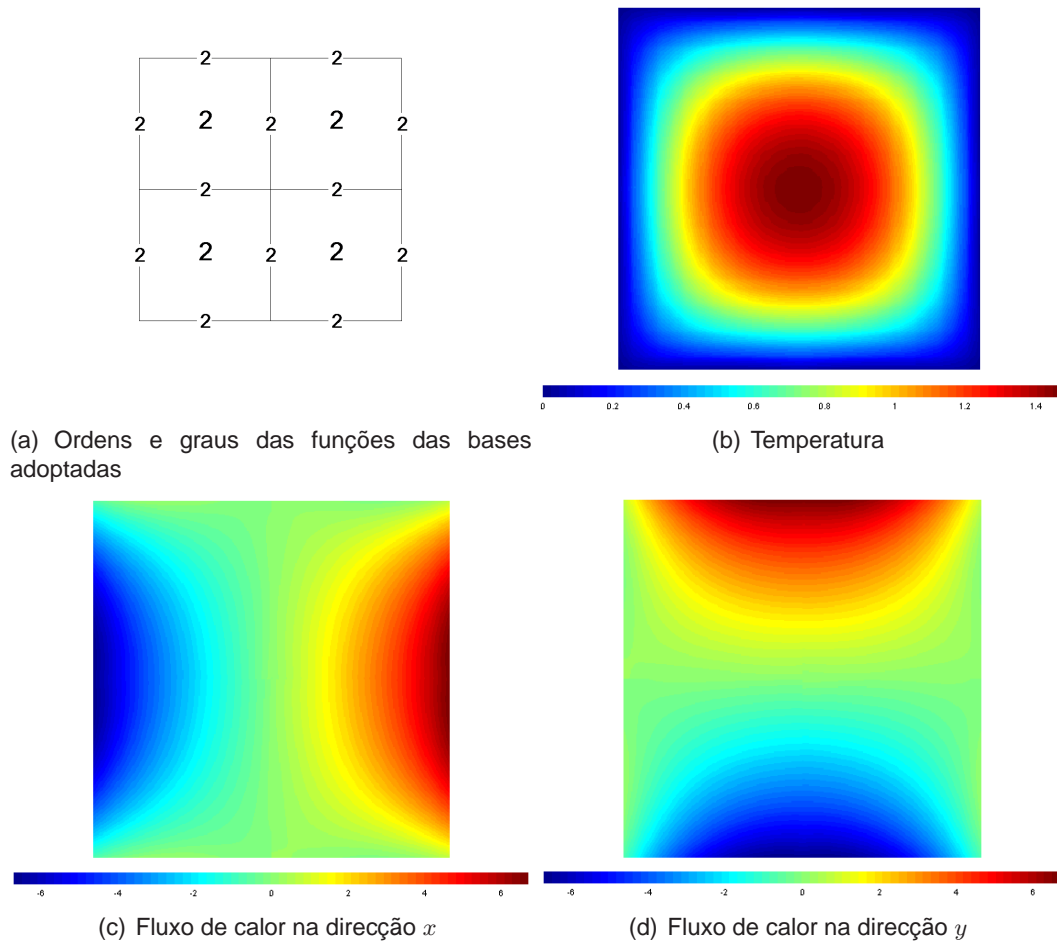 2 2
2 2 2 2 2
2 2
2 2 2 2 2
2 2
0 0.2 0.4 0.6 0.8 1 1.2 1.4
(a) Ordens e graus das funções das bases
adoptadas
(b) Temperatura
-6 -4 -2 0 2 4 6
(c) Fluxo de calor na direcção x
-6 -4 -2 0 2 4 6
(d) Fluxo de calor na direcção y